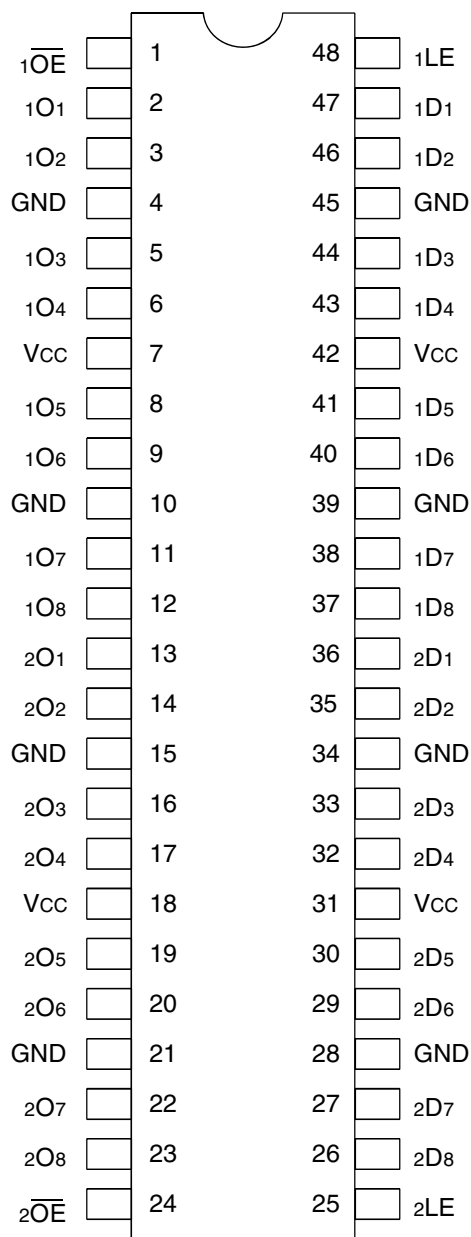 1OE 1 48 1LE
1O1 2 47 1D1
1O2 3 46 1D2
GND 4 45 GND
1O3 5 44 1D3
1O4 6 43 1D4
VCC 7 42 VCC
1O5 8 41 1D5
1O6 9 40 1D6
GND 10 39 GND
1O7 11 38 1D7
1O8 12 37 1D8
2O1 13 36 2D1
2O2 14 35 2D2
GND 15 34 GND
2O3 16 33 2D3
2O4 17 32 2D4
VCC 18 31 VCC
2O5 19 30 2D5
2O6 20 29 2D6
GND 21 28 GND
2O7 22 27 2D7
2O8 23 26 2D8
2OE 24 25 2LE